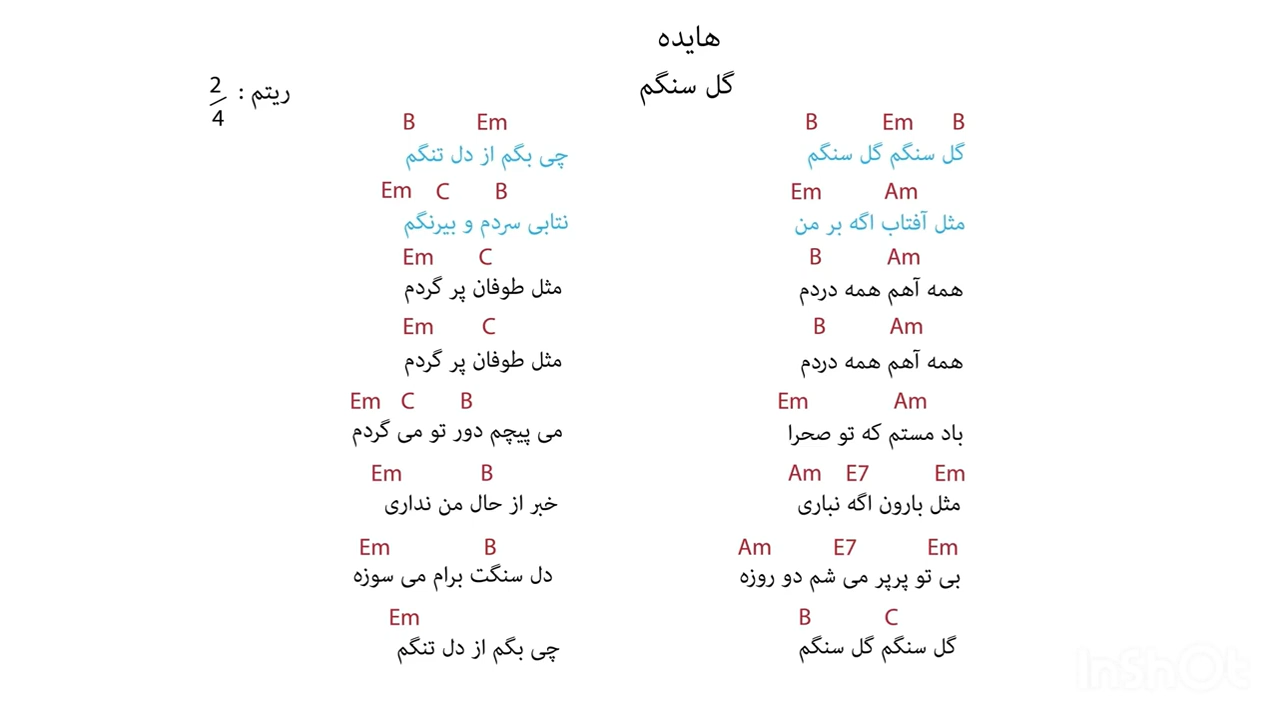 هایده
گل سنگم
ریتم : 2/4
B Em B
گل سنگم گل سنگم
B Em
چی بگم از دل تنگم
Em Am
مثل آفتاب اگه بر من
Em C B
نتابی سردم و بیرنگم
B Am
همه آهم همه دردم
Em C
مثل طوفان پر گردم
B Am
همه آهم همه دردم
Em C
مثل طوفان پر گردم
Em Am
باد مستم که تو صحرا
Em C B
می پیچم دور تو می گردم
Am E7 Em
مثل بارون اگه نباری
Em B
خبر از حال من نداری
Am E7 Em
بی تو پرپر می شم دو روزه
Em B
دل سنگت برام می سوزه
B C
گل سنگم گل سنگم
Em
چی بگم از دل تنگم
InShOt